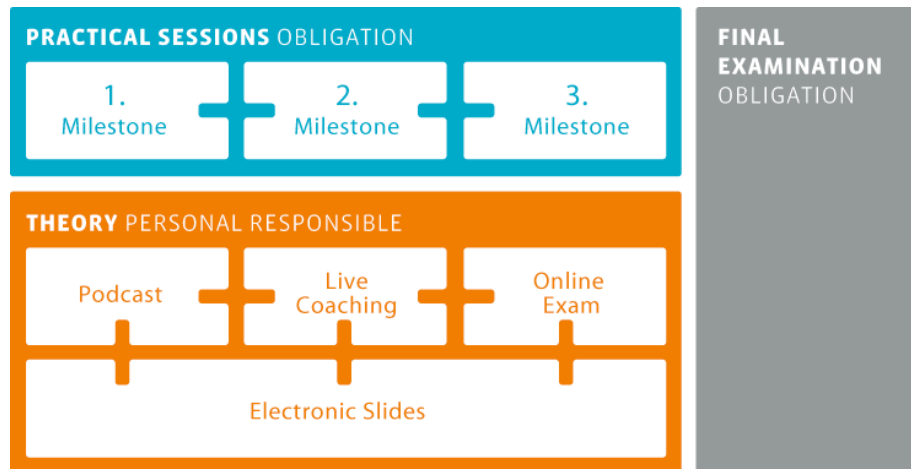 PRACTICAL SESSIONS OBLIGATION
1.
Milestone
2.
Milestone
3.
Milestone
THEORY PERSONAL RESPONSIBLE
Podcast
Live
Coaching
Online
Exam
Electronic Slides
FINAL
EXAMINATION
OBLIGATION